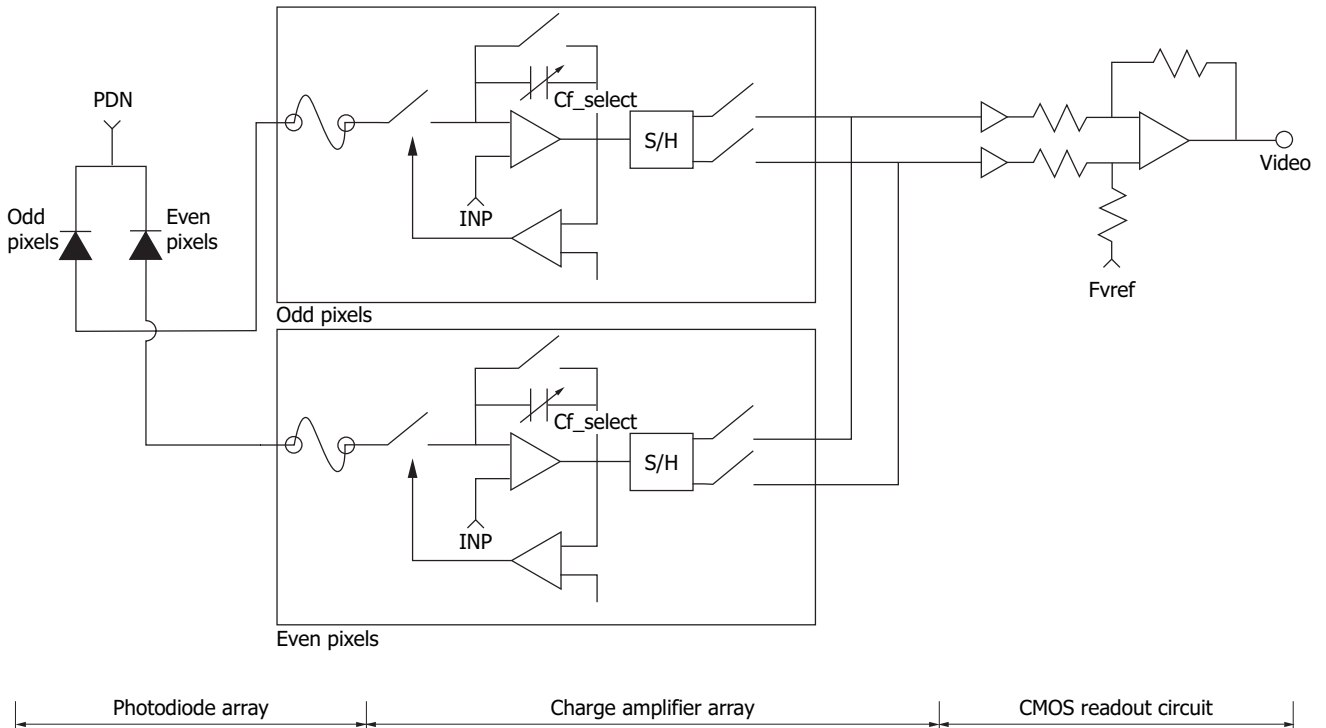 PDN
Odd
pixels
Even
pixels
Cf_select
S/H
INP
Odd pixels
Video
Fvref
Cf_select
S/H
INP
Even pixels
Photodiode array
Charge amplifier array
CMOS readout circuit